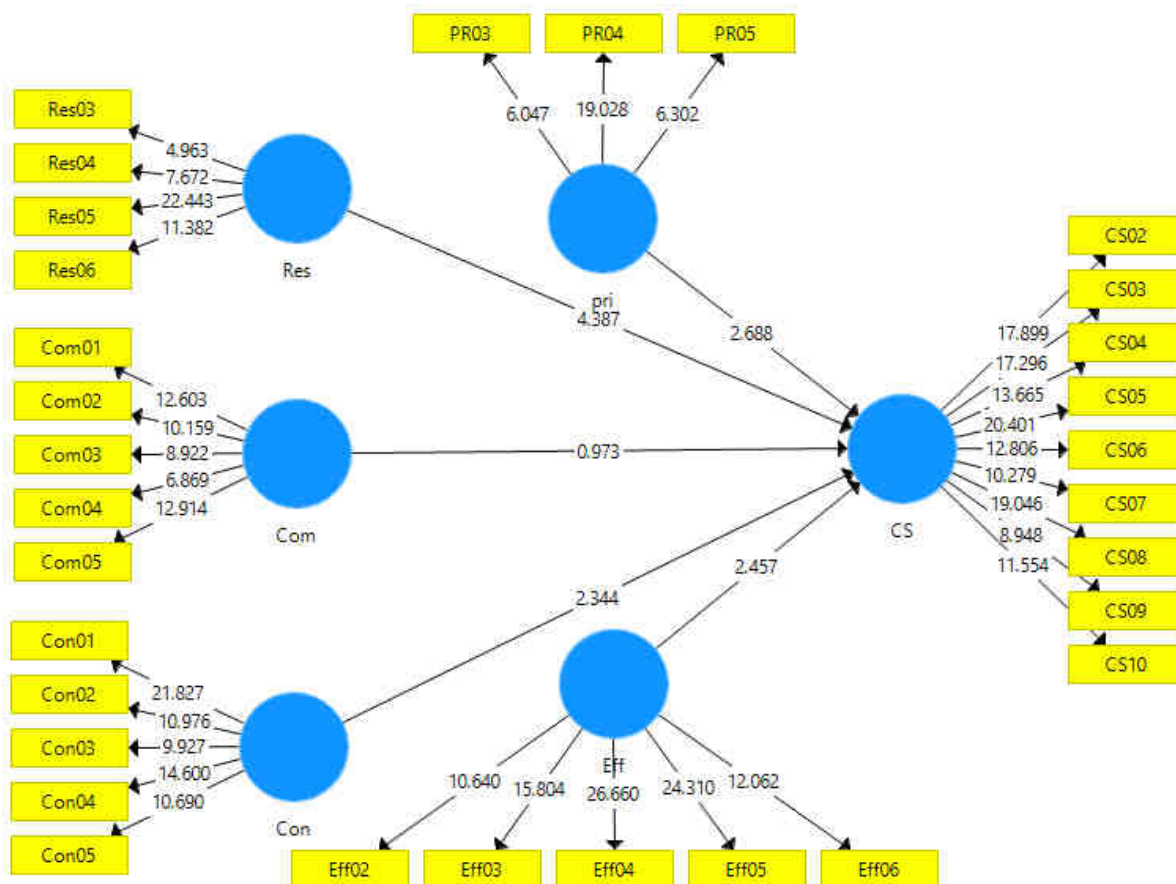 PR03
PR04
PR05
6.047
19.028
6.302
pri
2.688
Res03
Res04
Res05
Res06
4.963
7.672
22.443
11.382
Res
4.387
Com01
Com02
Com03
Com04
Com05
12.603
10.159
8.922
6.869
12.914
Com
0.973
Con01
Con02
Con03
Con04
Con05
21.827
10.976
9.927
14.600
10.690
Con
2.344
Eff
2.457
10.640
15.804
26.660
24.310
12.062
Eff02
Eff03
Eff04
Eff05
Eff06
CS
17.899
17.296
13.665
20.401
12.806
10.279
19.046
8.948
11.554
CS02
CS03
CS04
CS05
CS06
CS07
CS08
CS09
CS10